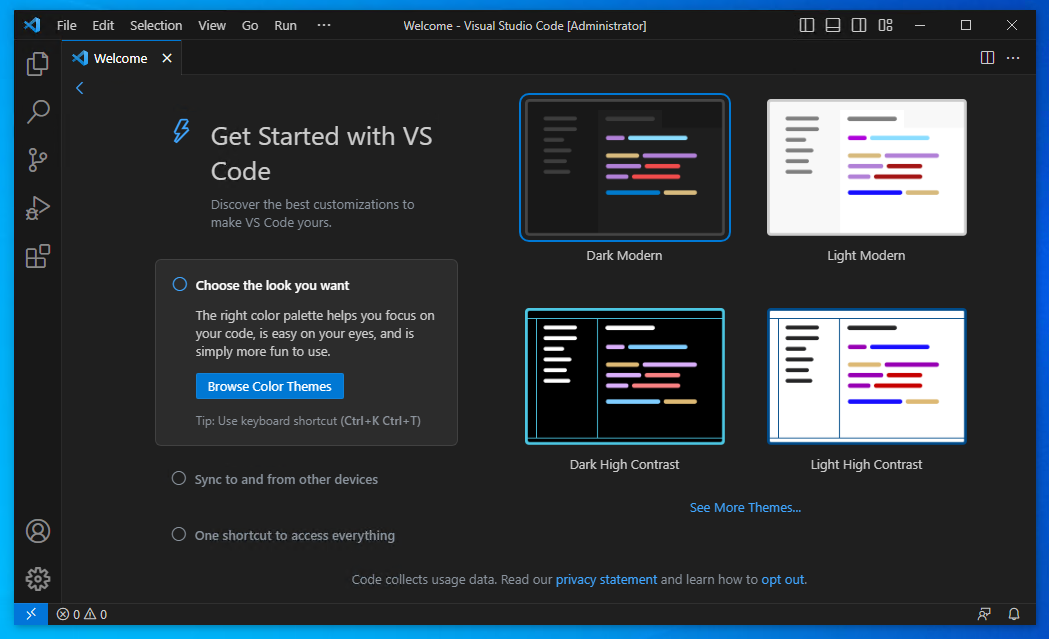 File Edit Selection View Go Run ··· Welcome - Visual Studio Code [Administrator]
Welcome
Get Started with VS
Code
Discover the best customizations to
make VS Code yours.
Choose the look you want
The right color palette helps you focus on
your code, is easy on your eyes, and is
simply more fun to use.
Browse Color Themes
Tip: Use keyboard shortcut (Ctrl+K Ctrl+T)
Sync to and from other devices
One shortcut to access everything
Dark Modern
Light Modern
Dark High Contrast
Light High Contrast
See More Themes...
Code collects usage data. Read our privacy statement and learn how to opt out.
0 0